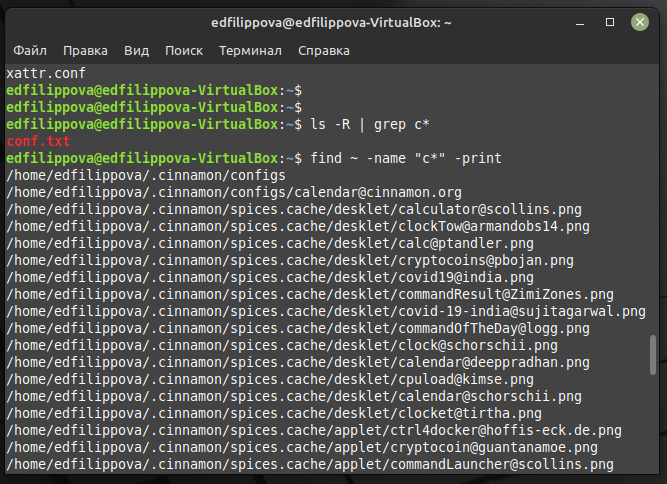 edfilippova@edfilippova-VirtualBox: ~
Файл Правка Вид Поиск Терминал Справка
xattr.conf
edfilippova@edfilippova-VirtualBox:~$
edfilippova@edfilippova-VirtualBox:~$
edfilippova@edfilippova-VirtualBox:~$ ls -R | grep c*
conf.txt
edfilippova@edfilippova-VirtualBox:~$ find ~ -name "c*" -print
/home/edfilippova/.cinnamon/configs
/home/edfilippova/.cinnamon/configs/calendar@cinnamon.org
/home/edfilippova/.cinnamon/spices.cache/desklet/calculator@scollins.png
/home/edfilippova/.cinnamon/spices.cache/desklet/clockTow@armandobs14.png
/home/edfilippova/.cinnamon/spices.cache/desklet/calc@ptandler.png
/home/edfilippova/.cinnamon/spices.cache/desklet/cryptocoins@pbojan.png
/home/edfilippova/.cinnamon/spices.cache/desklet/covid19@india.png
/home/edfilippova/.cinnamon/spices.cache/desklet/commandResult@ZimiZones.png
/home/edfilippova/.cinnamon/spices.cache/desklet/covid-19-india@sujitagarwal.png
/home/edfilippova/.cinnamon/spices.cache/desklet/commandOfTheDay@logg.png
/home/edfilippova/.cinnamon/spices.cache/desklet/clock@schorschii.png
/home/edfilippova/.cinnamon/spices.cache/desklet/calendar@deeppradhan.png
/home/edfilippova/.cinnamon/spices.cache/desklet/cpuload@kimse.png
/home/edfilippova/.cinnamon/spices.cache/desklet/calendar@schorschii.png
/home/edfilippova/.cinnamon/spices.cache/desklet/clocket@tirtha.png
/home/edfilippova/.cinnamon/spices.cache/applet/ctrl4docker@hoffis-eck.de.png
/home/edfilippova/.cinnamon/spices.cache/applet/cryptocoin@guantanamoe.png
/home/edfilippova/.cinnamon/spices.cache/applet/commandLauncher@scollins.png